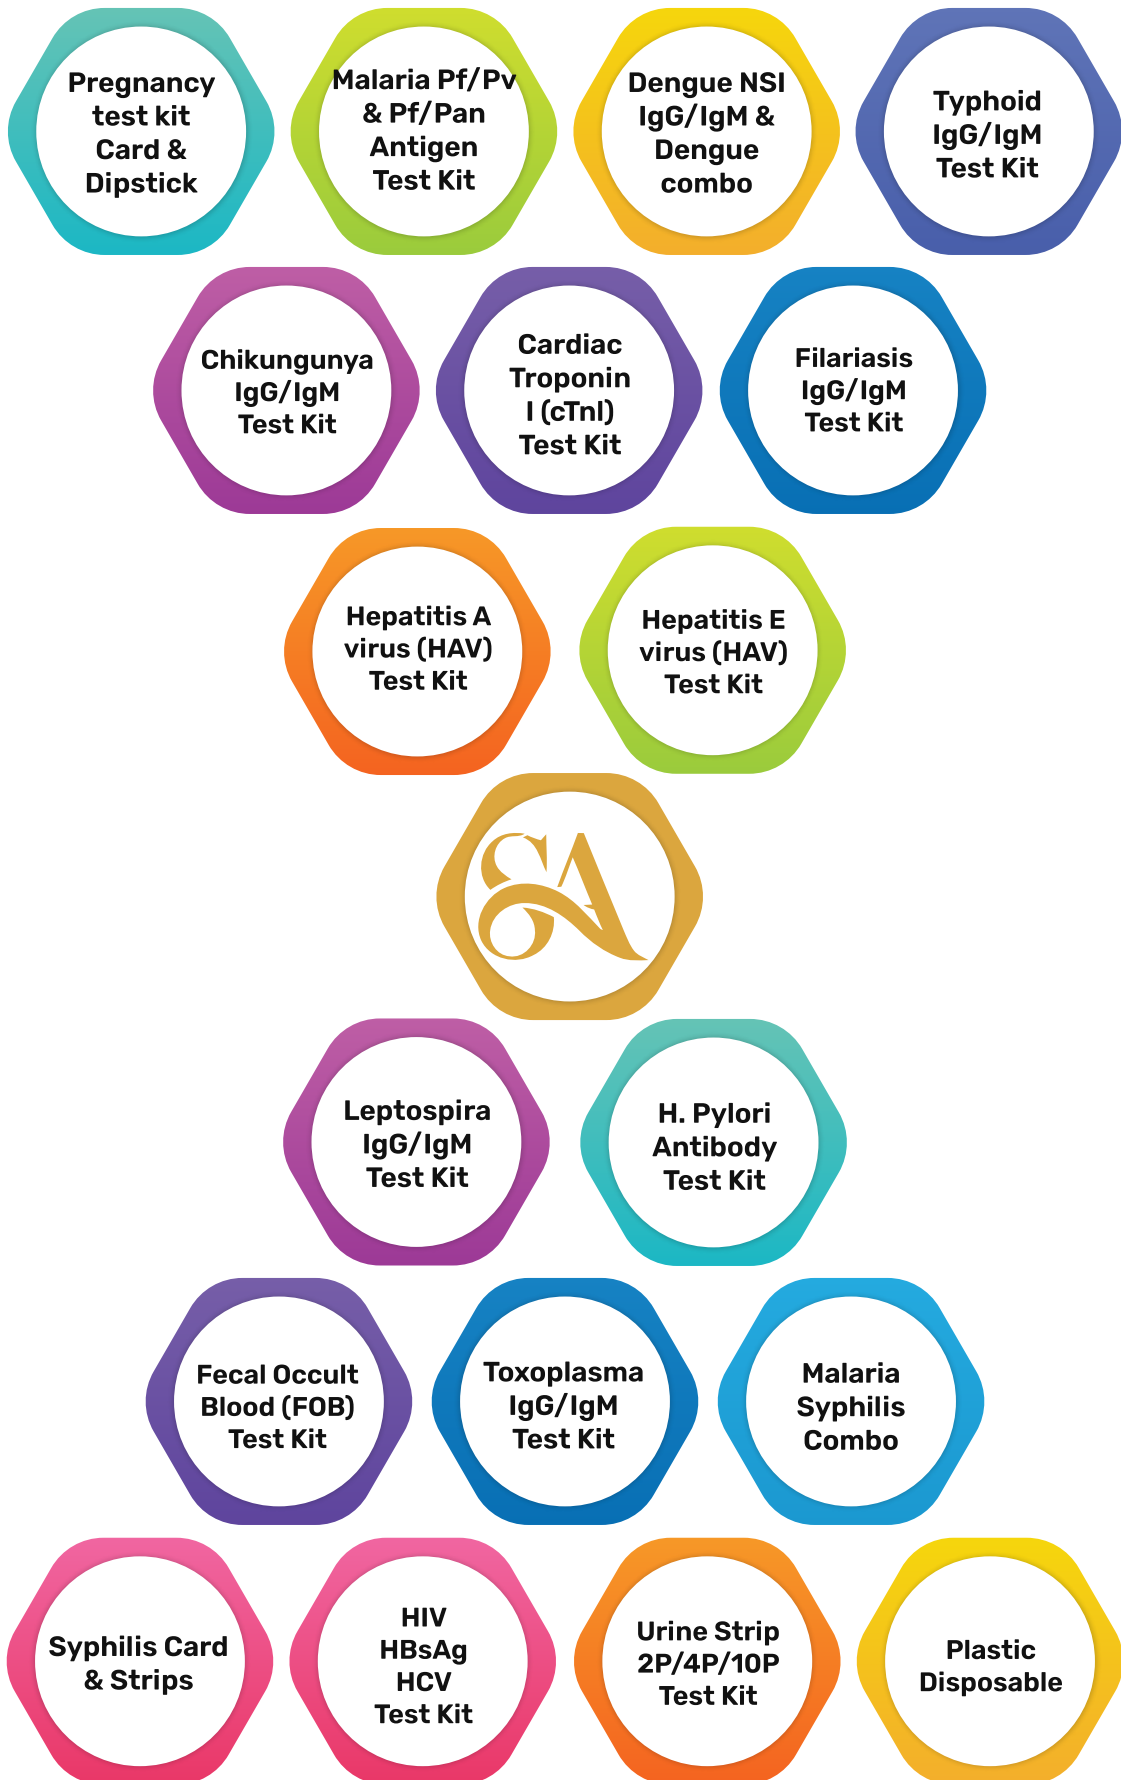 Pregnancy
test kit
Card &
Dipstick
Malaria Pf/Pv
& Pf/Pan
Antigen
Test Kit
Dengue NSI
IgG/IgM &
Dengue
combo
Typhoid
IgG/IgM
Test Kit
Chikungunya
IgG/IgM
Test Kit
Cardiac
Troponin
I (cTnI)
Test Kit
Filariasis
IgG/IgM
Test Kit
Hepatitis A
virus (HAV)
Test Kit
Hepatitis E
virus (HAV)
Test Kit
SA
Leptospira
IgG/IgM
Test Kit
H. Pylori
Antibody
Test Kit
Fecal Occult
Blood (FOB)
Test Kit
Toxoplasma
IgG/IgM
Test Kit
Malaria
Syphilis
Combo
Syphilis Card
& Strips
HIV
HBsAg
HCV
Test Kit
Urine Strip
2P/4P/10P
Test Kit
Plastic
Disposable